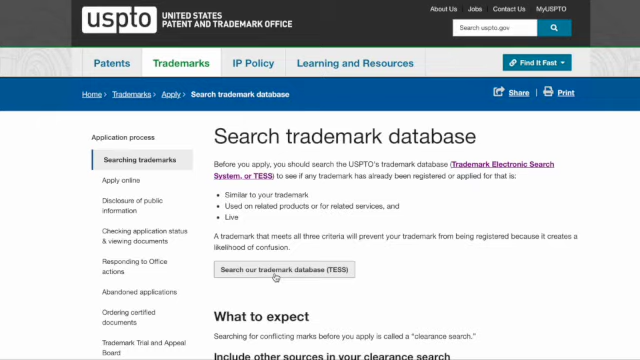 About Us Jobs Contact Us MyUSPTO
uspto
UNITED STATES
PATENT AND TRADEMARK OFFICE
Search uspto.gov
Patents Trademarks IP Policy Learning and Resources Find It Fast
Home Trademarks Apply Search trademark database
Share | Print
Application process
Searching trademarks
Apply online
Disclosure of public
information
Checking application status
& viewing documents
Responding to Office
actions
Abandoned applications
Ordering certified
documents
Trademark Trial and Appeal
Board
Search trademark database
Before you apply, you should search the USPTO's trademark database (Trademark Electronic Search
System, or TESS) to see if any trademark has already been registered or applied for that is:
• Similar to your trademark
• Used on related products or for related services, and
• Live
A trademark that meets all three criteria will prevent your trademark from being registered because it creates a
likelihood of confusion.
Search our trademark database (TESS)
What to expect
Searching for conflicting marks before you apply is called a "clearance search."
Include other sources in your clearance search